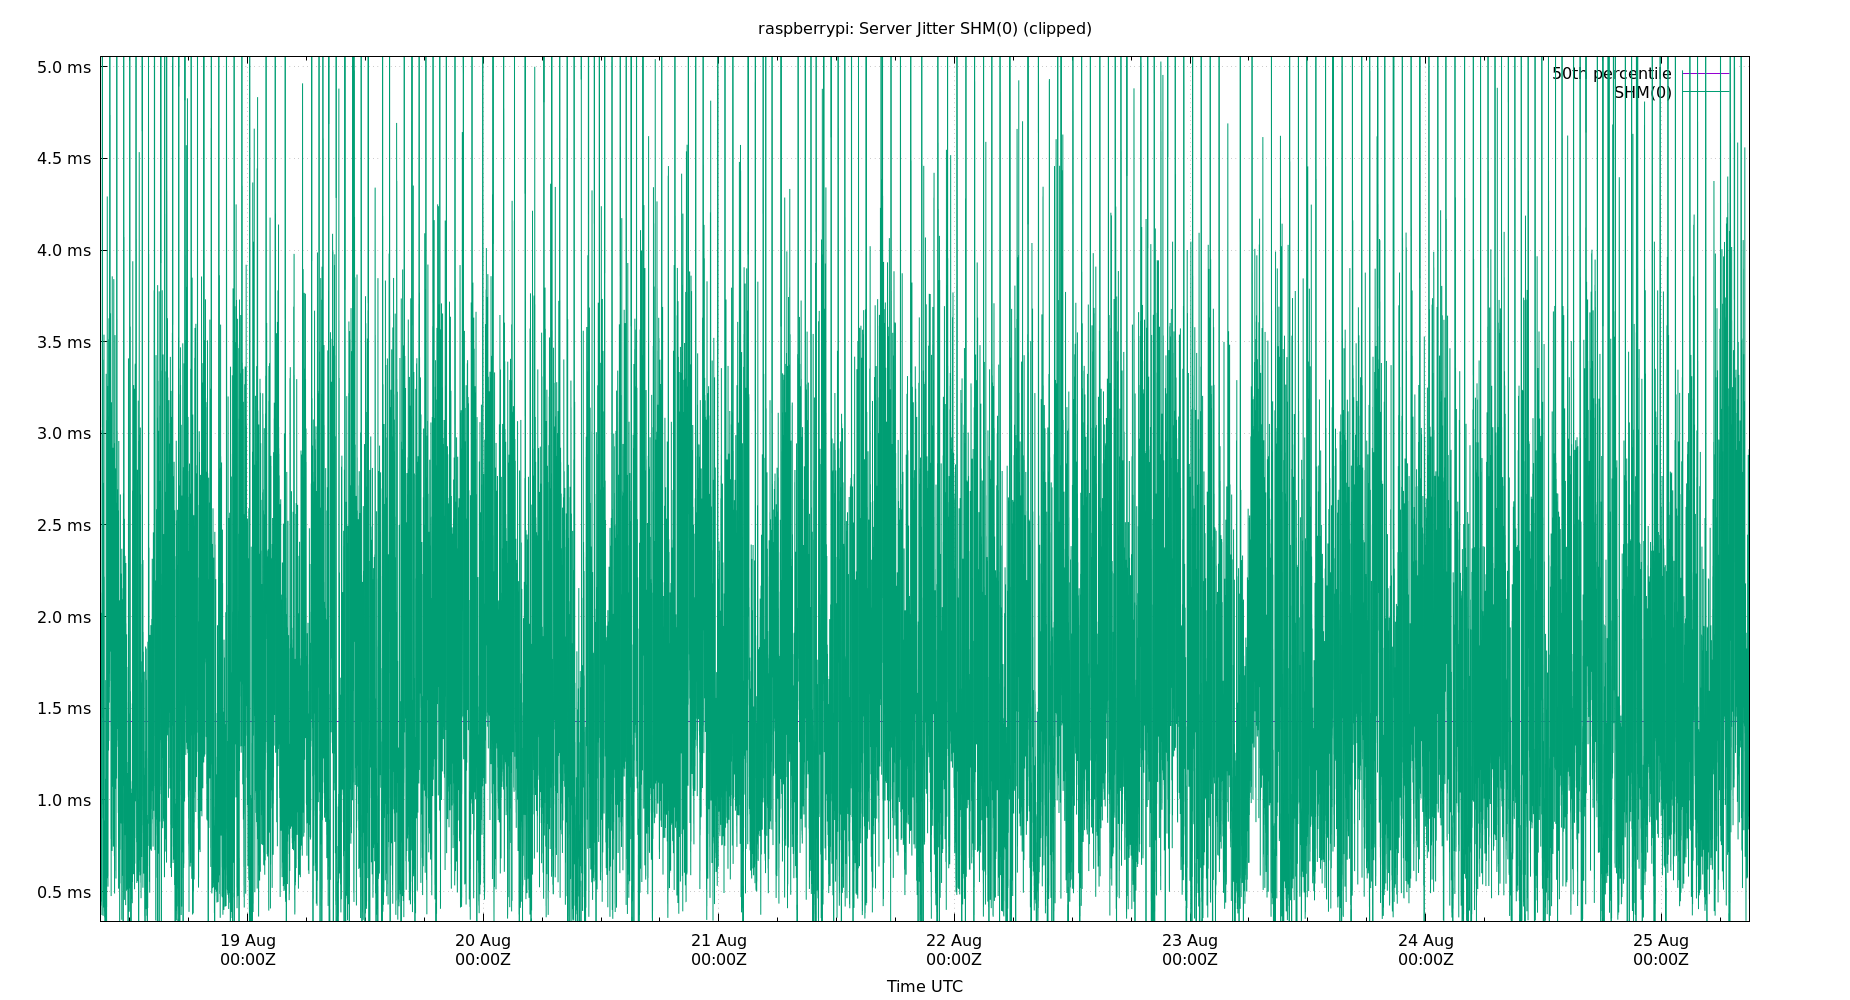 raspberrypi: Server Jitter SHM(0) (clipped)
5.0 ms
50th percentile
SHM(0)
4.5 ms
4.0 ms
3.5 ms
3.0 ms
2.5 ms
2.0 ms
1.5 ms
1.0 ms
0.5 ms
19 Aug 20 Aug 21 Aug 22 Aug 23 Aug 24 Aug 25 Aug
00:00Z 00:00Z 00:00Z 00:00Z 00:00Z 00:00Z 00:00Z
Time UTC